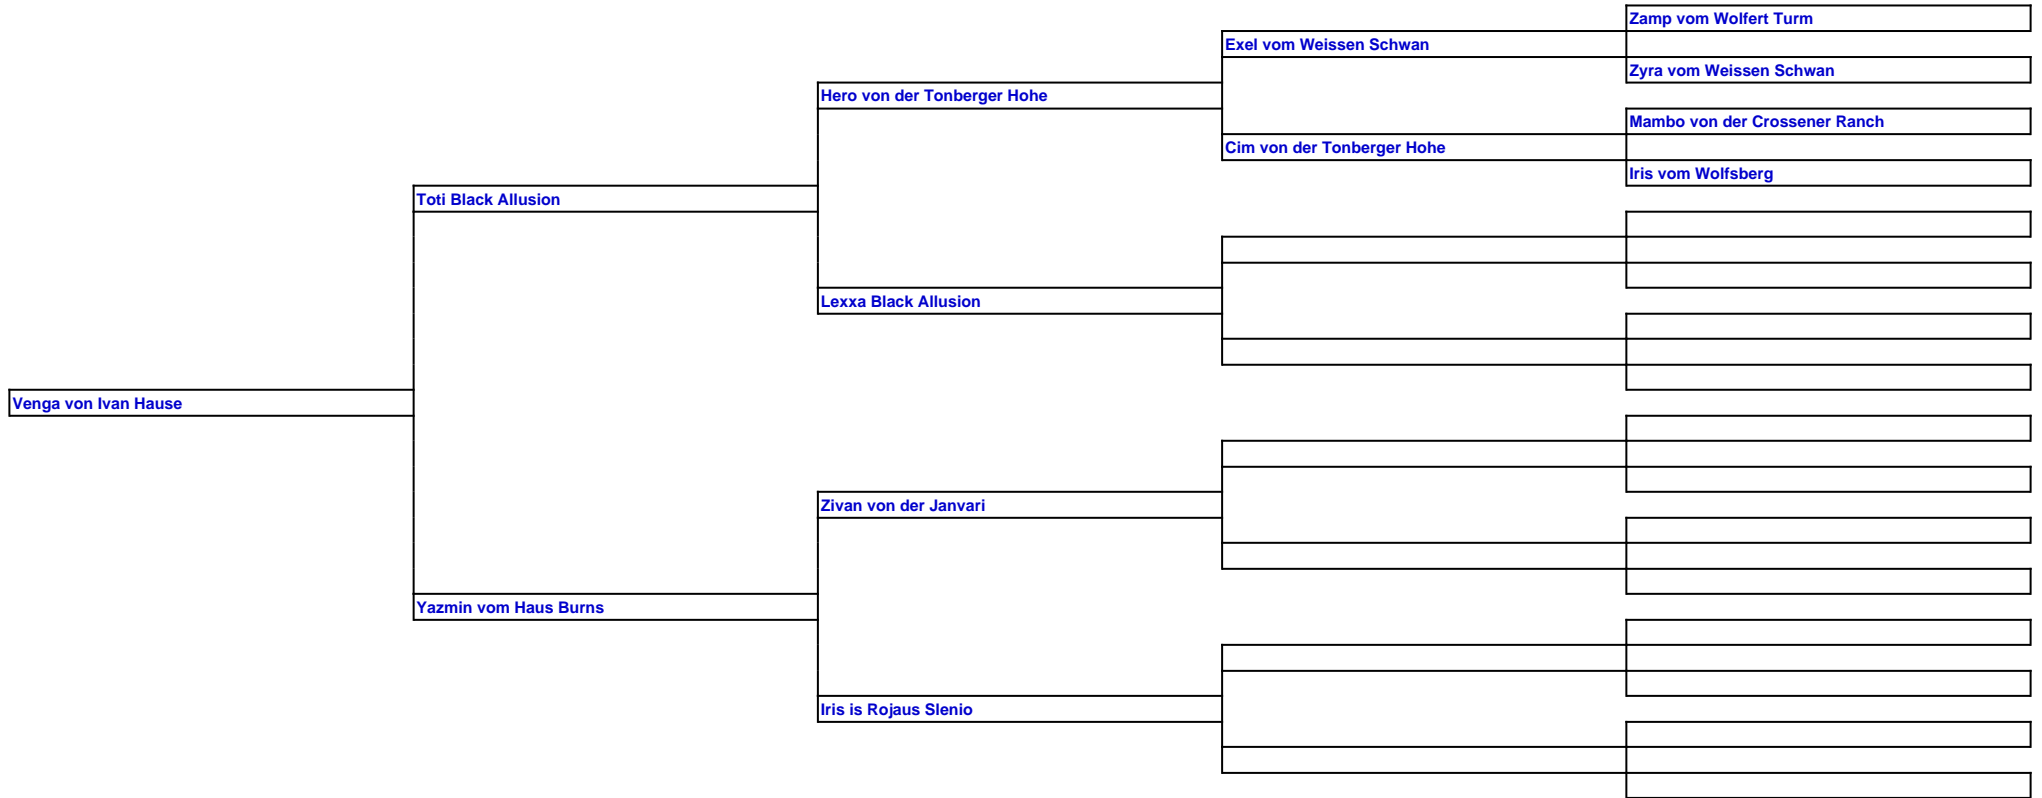 Zamp vom Wolfert Turm
Exel vom Weissen Schwan
Zyra vom Weissen Schwan
Hero von der Tonberger Hohe
Mambo von der Crossener Ranch
Cim von der Tonberger Hohe
Iris vom Wolfsberg
Toti Black Allusion
Lexxa Black Allusion
Venga von Ivan Hause
Zivan von der Janvari
Yazmin vom Haus Burns
Iris is Rojaus Slenio